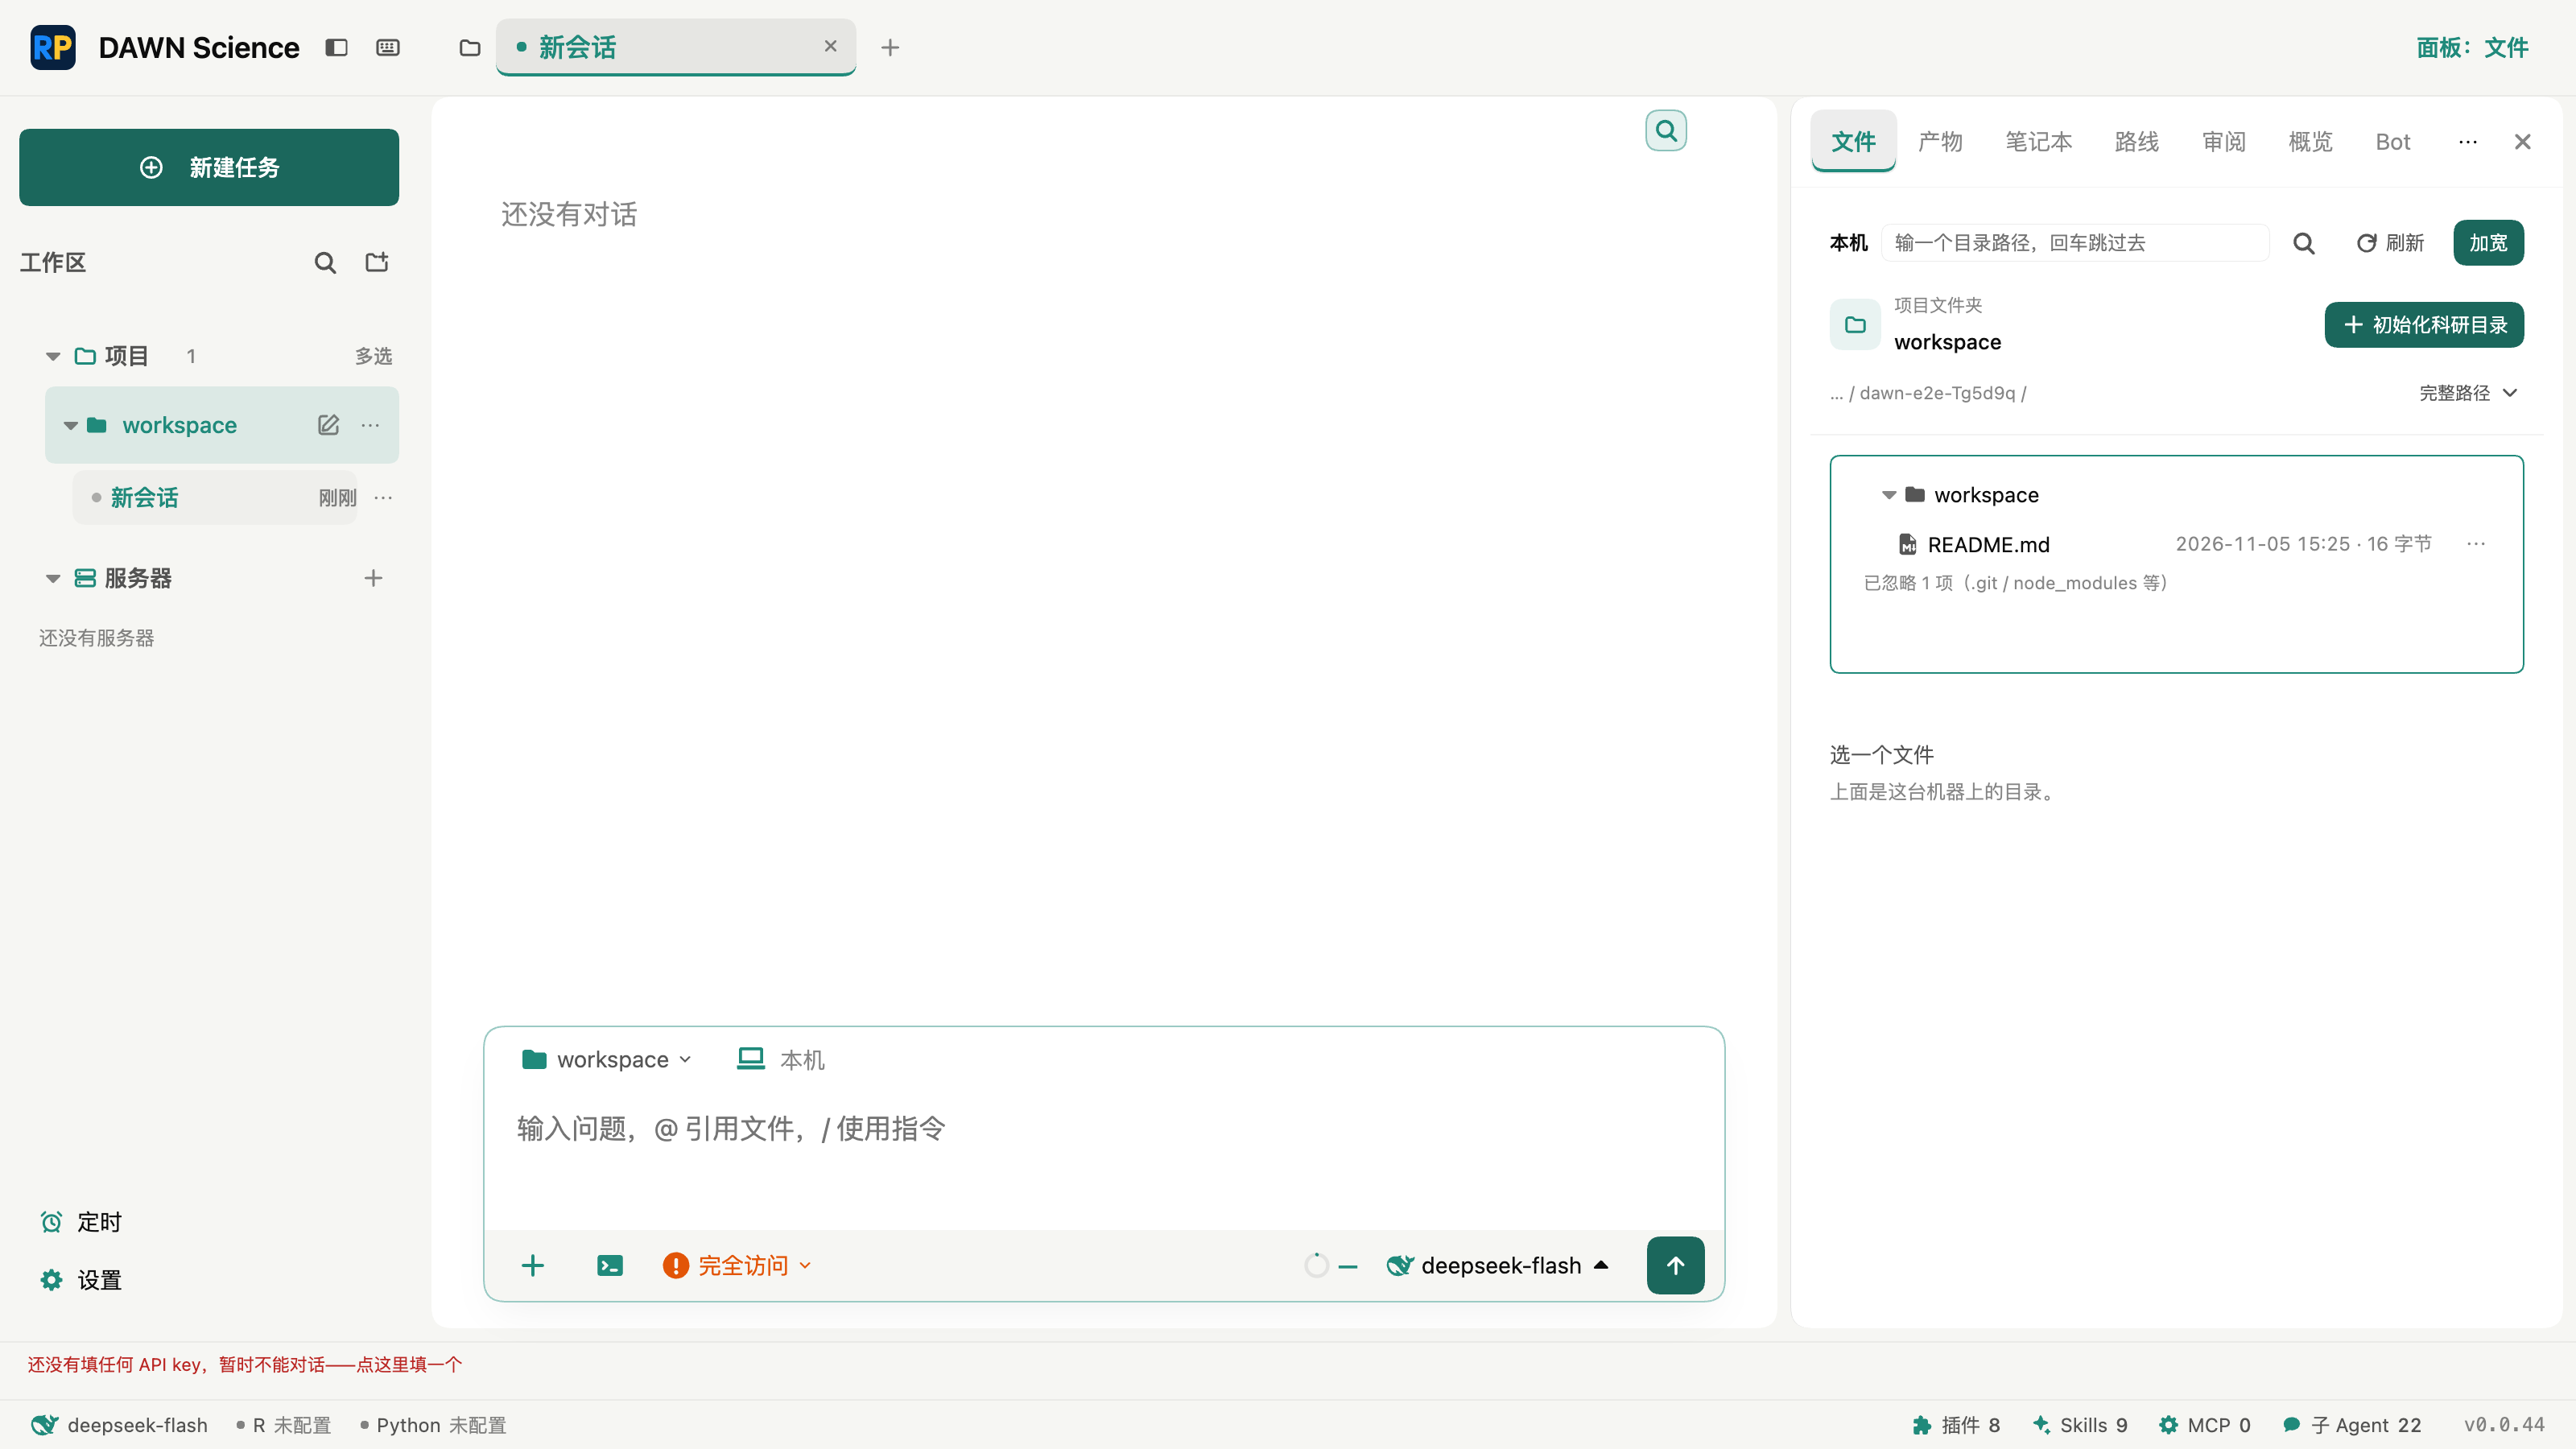 RP DAWN Science
新会话
面板：文件
新建任务
工作区
项目 1 多选
workspace
新会话 刚刚
服务器
还没有服务器
定时
设置
还没有对话
workspace 本机
输入问题，@ 引用文件，/ 使用指令
完全访问
deepseek-flash
文件 产物 笔记本 路线 审阅 概览 Bot
本机 输一个目录路径，回车跳过去 刷新 加宽
项目文件夹
workspace
初始化科研目录
... / dawn-e2e-Tg5d9q / 完整路径
workspace
README.md 2026-11-05 15:25 · 16 字节
已忽略 1 项（.git / node_modules 等）
选一个文件
上面是这台机器上的目录。
还没有填任何 API key，暂时不能对话——点这里填一个
deepseek-flash R 未配置 Python 未配置
插件 8 Skills 9 MCP 0 子 Agent 22 v0.0.44